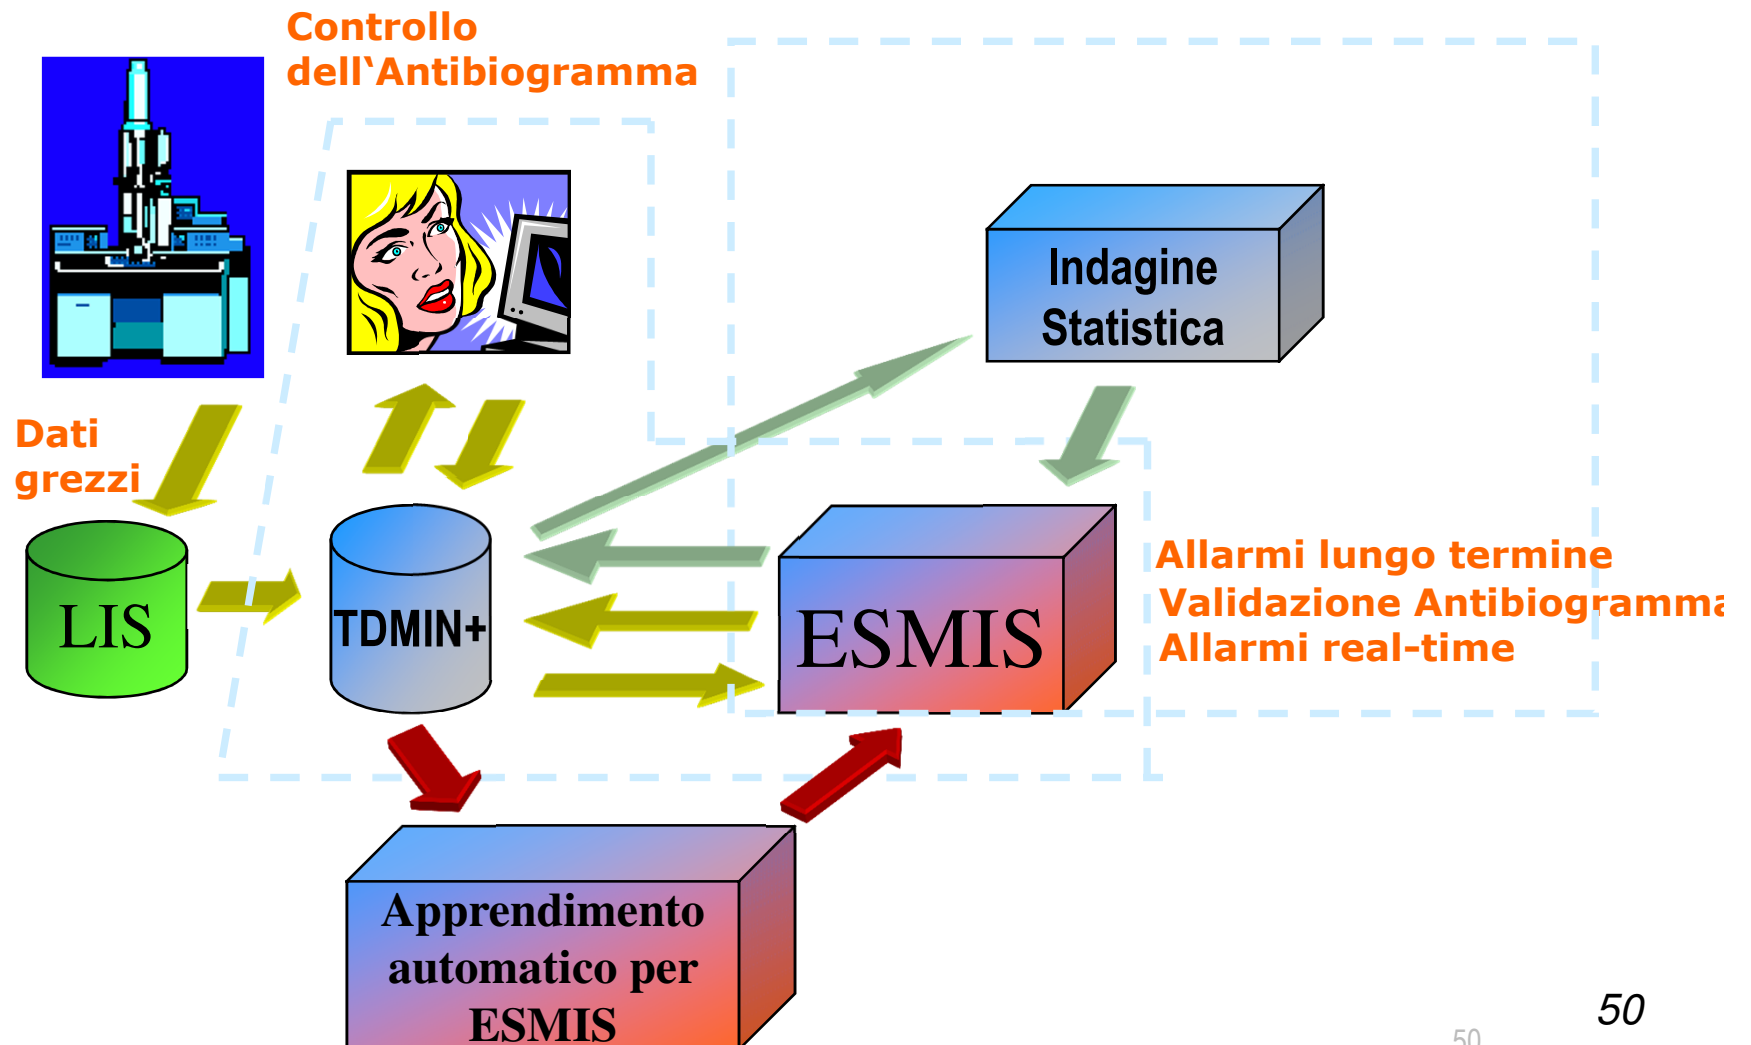 Controllo
dell‘Antibiogramma
Indagine
Statistica
Dati
grezzi
LIS
TDMIN+
ESMIS
Allarmi lungo termine
Validazione Antibiogramma
Allarmi real-time
Apprendimento
automatico per
ESMIS
50
50